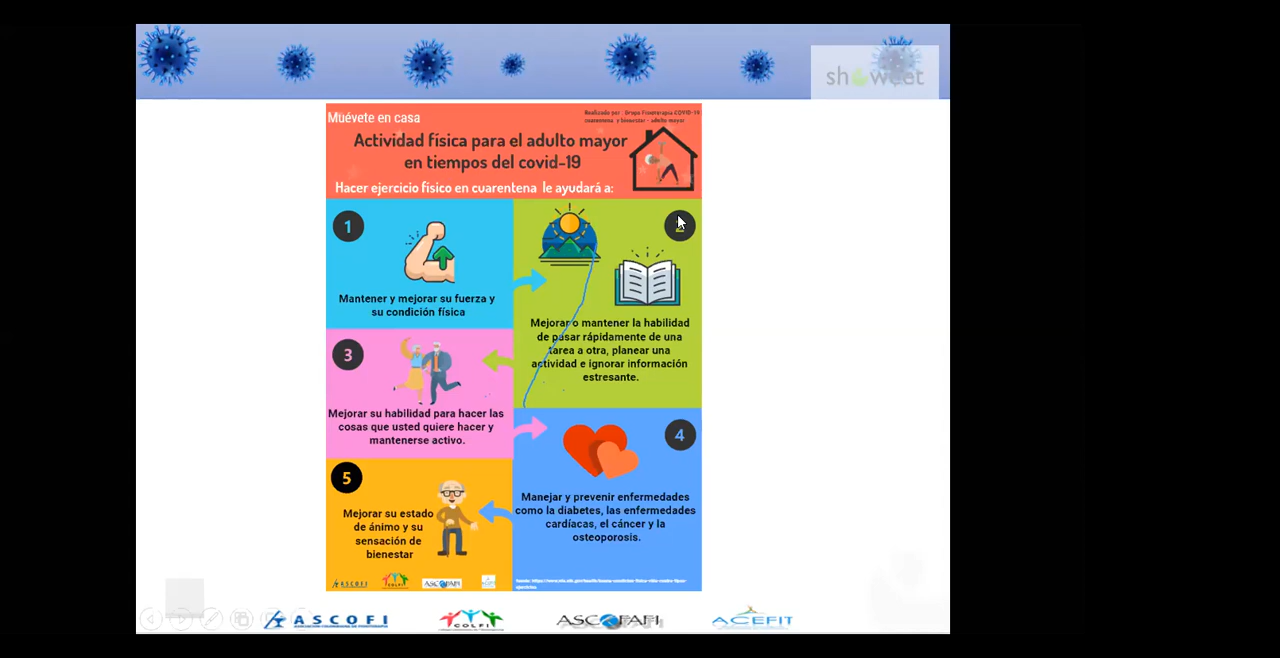 showeet
Muévete en casa
Realizado por: Grupo Fisioterapia COVID-19
cuarentena y bienestar - adulto mayor
Actividad física para el adulto mayor
en tiempos del covid-19
Hacer ejercicio físico en cuarentena le ayudará a:
1
Mantener y mejorar su fuerza y
su condición física
2
Mejorar o mantener la habilidad
de pasar rápidamente de una
tarea a otra, planear una
actividad e ignorar información
estresante.
3
Mejorar su habilidad para hacer las
cosas que usted quiere hacer y
mantenerse activo.
4
Manejar y prevenir enfermedades
como la diabetes, las enfermedades
cardíacas, el cáncer y la
osteoporosis.
5
Mejorar su estado
de ánimo y su
sensación de
bienestar
ASCOFI COLFI ASCOFAFI
ASCOFI COLFI ASCOFAFI ACEFIT